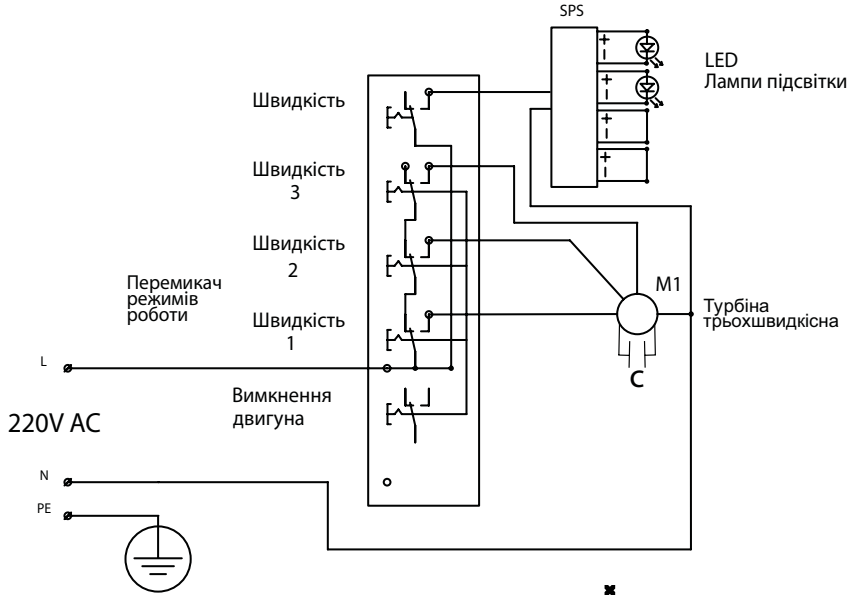 SPS
LED
Лампи підсвітки
Швидкість
Швидкість
3
Швидкість
2
Перемикач
режимів
роботи
Швидкість
1
M1
Турбіна
трьохшвидкісна
C
L
Вимкнення
двигуна
220V AC
N
PE